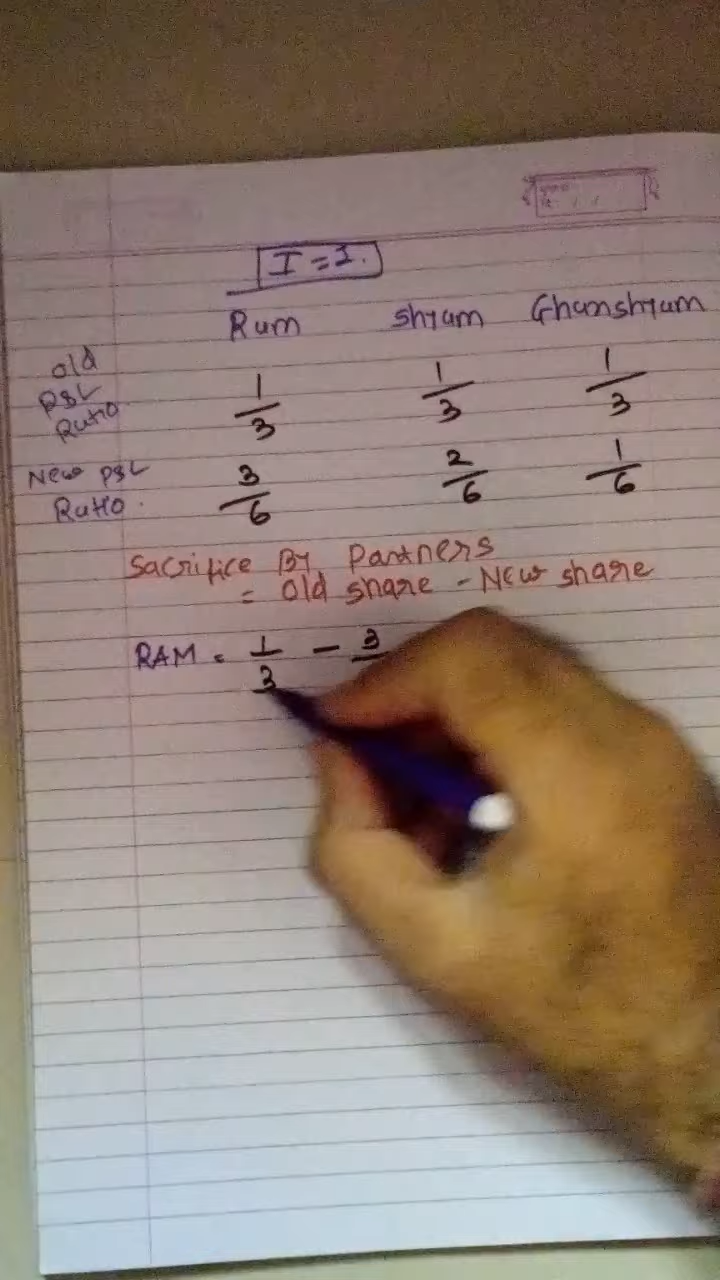 I = 1.
Ram Shyam Ghanshyam
Old
P&L
Ratio
1/3 1/3 1/3
New P&L
Ratio.
3/6 2/6 1/6
Sacrifice By Partners
= Old share - New share
RAM = 1/3 - 3